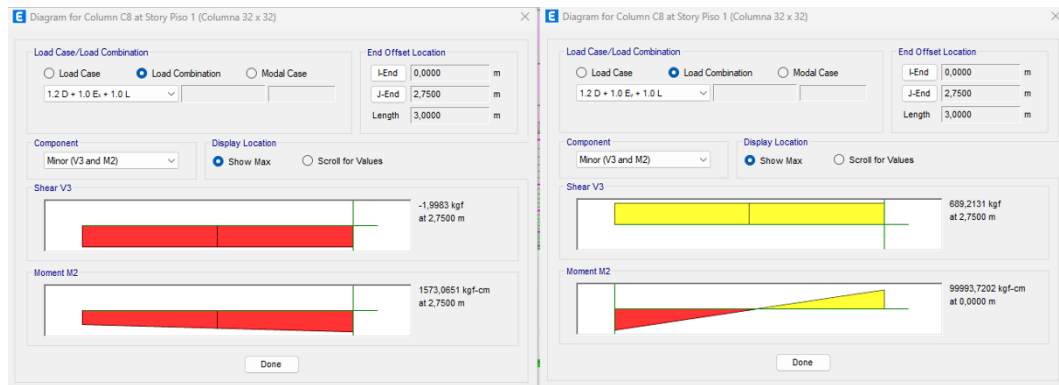 Diagram for Column C8 at Story Piso 1 (Columna 32 x 32)
Load Case/Load Combination
Load Case
Load Combination
Modal Case
1.2 D + 1.0 Eₓ + 1.0 L
End Offset Location
I-End 0,0000 m
J-End 2,7500 m
Length 3,0000 m
Component
Minor (V3 and M2)
Display Location
Show Max
Scroll for Values
Shear V3
-1,9983 kgf
at 2,7500 m
Moment M2
1573,0651 kgf-cm
at 2,7500 m
Done
Diagram for Column C8 at Story Piso 1 (Columna 32 x 32)
Load Case/Load Combination
Load Case
Load Combination
Modal Case
1.2 D + 1.0 Eᵧ + 1.0 L
End Offset Location
I-End 0,0000 m
J-End 2,7500 m
Length 3,0000 m
Component
Minor (V3 and M2)
Display Location
Show Max
Scroll for Values
Shear V3
689,2131 kgf
at 2,7500 m
Moment M2
99993,7202 kgf-cm
at 0,0000 m
Done